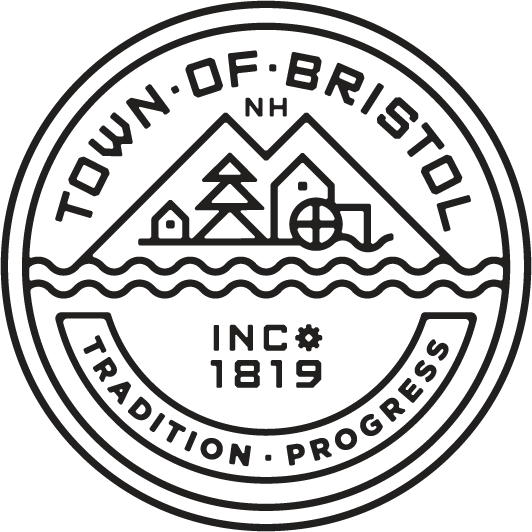 TOWN·OF·BRISTOL
NH
INC
1819
TRADITION · PROGRESS